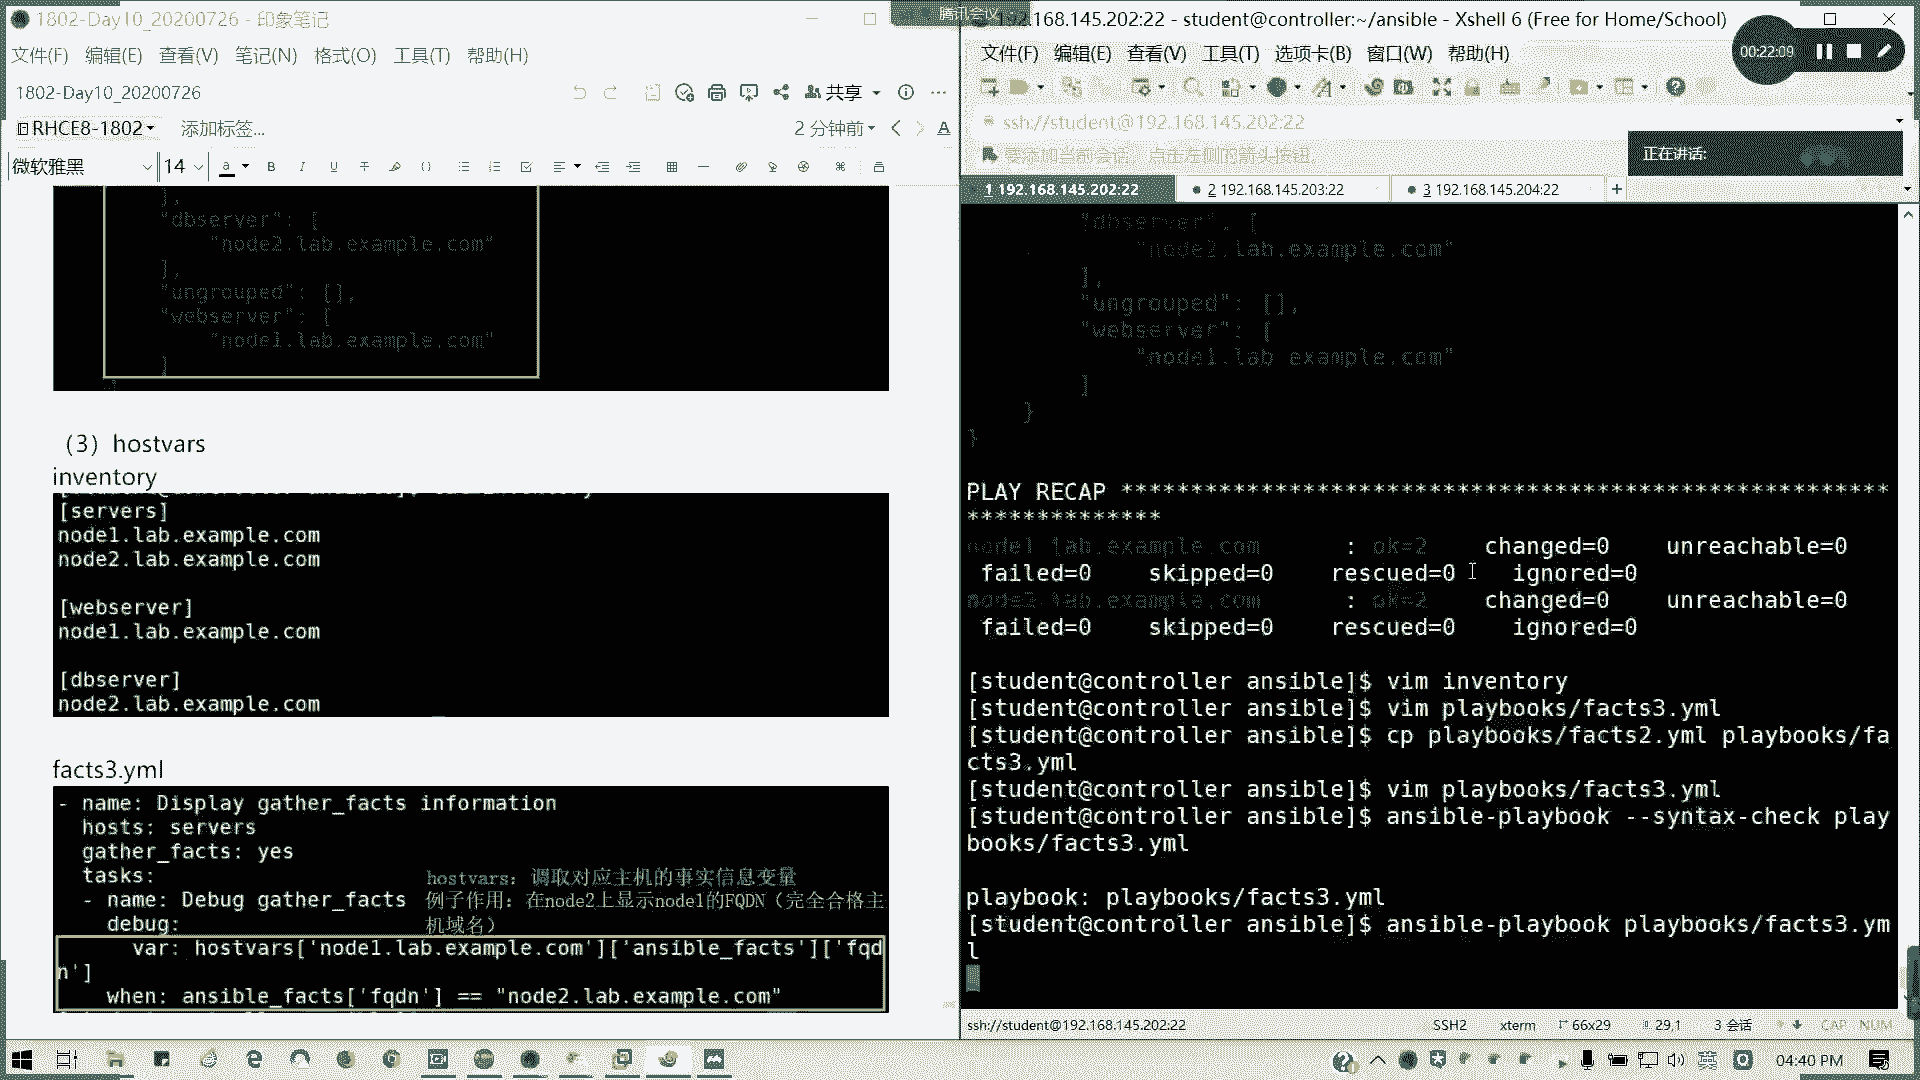 1802-Day10_20200726 - 印象笔记
文件(F) 编辑(E) 查看(V) 笔记(N) 格式(O) 工具(T) 帮助(H)
1802-Day10_20200726
共享
RHCE8-1802 添加标签...
2 分钟前
微软雅黑 14
],
"dbserver": [
"node2.lab.example.com"
],
"ungrouped": [],
"webserver": [
"node1.lab.example.com"
]
（3）hostvars
inventory
[servers]
node1.lab.example.com
node2.lab.example.com
[webserver]
node1.lab.example.com
[dbserver]
node2.lab.example.com
facts3.yml
- name: Display gather_facts information
hosts: servers
gather_facts: yes
tasks:
hostvars: 调取对应主机的事实信息变量
- name: Debug gather_facts
例子作用：在node2上显示node1的FQDN（完全合格主
debug:
机域名）
var: hostvars['node1.lab.example.com']['ansible_facts']['fqd
n']
when: ansible_facts['fqdn'] == "node2.lab.example.com"
腾讯会议
192.168.145.202:22 - student@controller:~/ansible - Xshell 6 (Free for Home/School)
文件(F) 编辑(E) 查看(V) 工具(T) 选项卡(B) 窗口(W) 帮助(H)
00:22:09
ssh://student@192.168.145.202:22
要添加当前会话，点击左侧的箭头按钮。
正在讲话:
1 192.168.145.202:22
2 192.168.145.203:22
3 192.168.145.204:22
"dbserver": [
"node2.lab.example.com"
],
"ungrouped": [],
"webserver": [
"node1.lab example.com"
]
}
}
PLAY RECAP *******************************************************
**************
node1 lab.example.com : ok=2 changed=0 unreachable=0
failed=0 skipped=0 rescued=0 ignored=0
node2.lab.example.com : ok=2 changed=0 unreachable=0
failed=0 skipped=0 rescued=0 ignored=0
[student@controller ansible]$ vim inventory
[student@controller ansible]$ vim playbooks/facts3.yml
[student@controller ansible]$ cp playbooks/facts2.yml playbooks/fa
cts3.yml
[student@controller ansible]$ vim playbooks/facts3.yml
[student@controller ansible]$ ansible-playbook --syntax-check play
books/facts3.yml
playbook: playbooks/facts3.yml
[student@controller ansible]$ ansible-playbook playbooks/facts3.ym
l
ssh://student@192.168.145.202:22
SSH2 xterm 66x29 29,1 3 会话 CAP NUM
英 04:40 PM